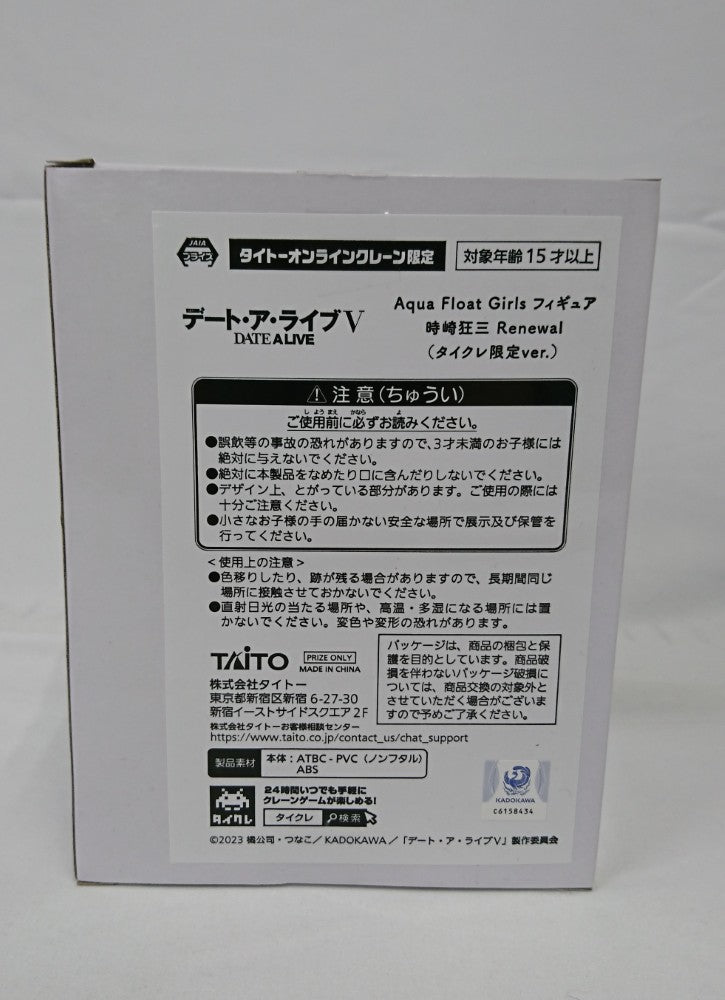 JAIA
プライズ
タイトーオンラインクレーン限定
対象年齢15才以上
デート・ア・ライブV
DATE A LIVE
Aqua Float Girls フィギュア
時崎狂三 Renewal
（タイクレ限定ver.）
注意（ちゅうい）
しようまえ かなら よ
ご使用前に必ずお読みください。
●誤飲等の事故の恐れがありますので、3才未満のお子様には
絶対に与えないでください。
●絶対に本製品をなめたり口に含んだりしないでください。
●デザイン上、とがっている部分があります。ご使用の際には
十分ご注意ください。
●小さなお子様の手の届かない安全な場所で展示及び保管を
行ってください。
＜使用上の注意＞
●色移りしたり、跡が残る場合がありますので、長期間同じ
場所に接触させておかないでください。
●直射日光の当たる場所や、高温・多湿になる場所には置
かないでください。変色や変形の恐れがあります。
TAITO
PRIZE ONLY
MADE IN CHINA
株式会社タイトー
東京都新宿区新宿 6-27-30
新宿イーストサイドスクエア 2F
株式会社タイトーお客様相談センター
https://www.taito.co.jp/contact_us/chat_support
パッケージは、商品の梱包と保
護を目的としています。商品破
損を伴わないパッケージ破損に
ついては、商品交換の対象外と
させていただく場合がございま
すので予めご了承ください。
製品素材
本体：ATBC-PVC（ノンフタル）
ABS
タイクレ
24時間いつでも手軽に
クレーンゲームが楽しめる!
タイクレ 検索
KADOKAWA
C6158434
©2023 橘公司・つなこ／KADOKAWA／「デート・ア・ライブV」製作委員会